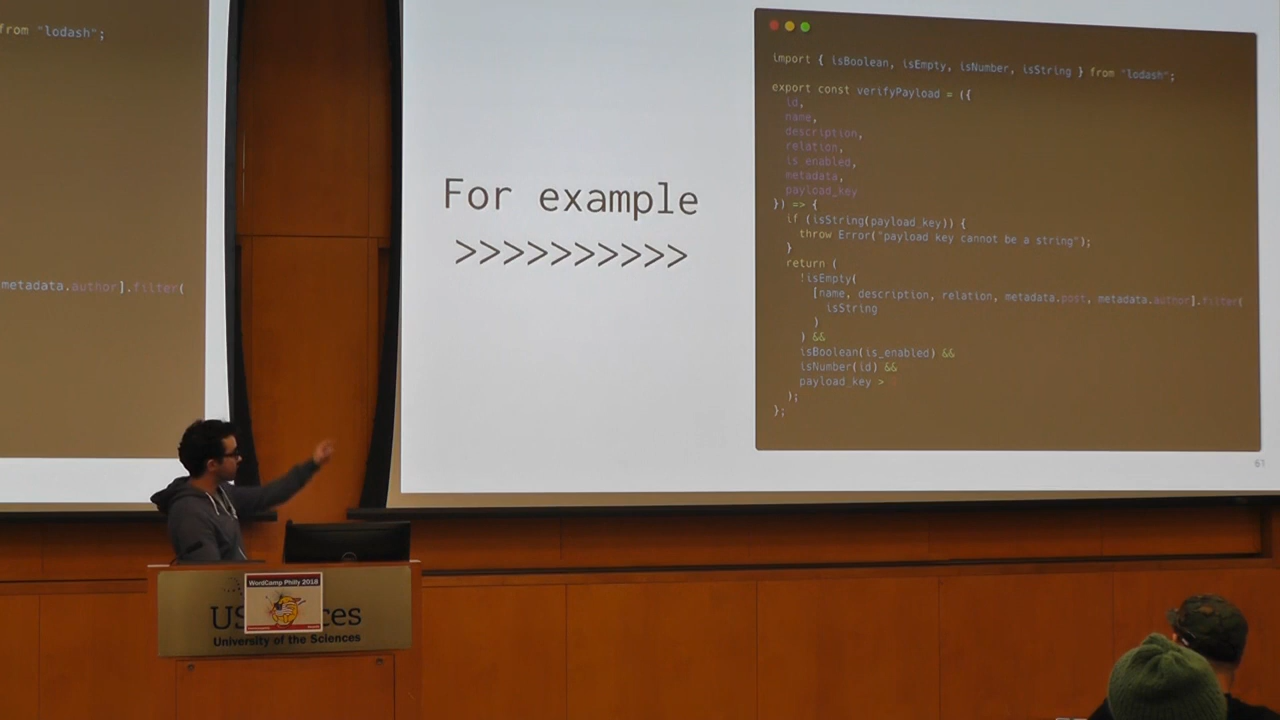 from "lodash";
metadata.author].filter(
For example
>>>>>>>>>>
import { isBoolean, isEmpty, isNumber, isString } from "lodash";
export const verifyPayload = ({
id,
name,
description,
relation,
is_enabled,
metadata,
payload_key
}) => {
if (isString(payload_key)) {
throw Error("payload key cannot be a string");
}
return (
!isEmpty(
[name, description, relation, metadata.post, metadata.author].filter(
isString
)
) &&
isBoolean(is_enabled) &&
isNumber(id) &&
payload_key >
);
};
61
WordCamp Philly 2018
US ces
University of the Sciences